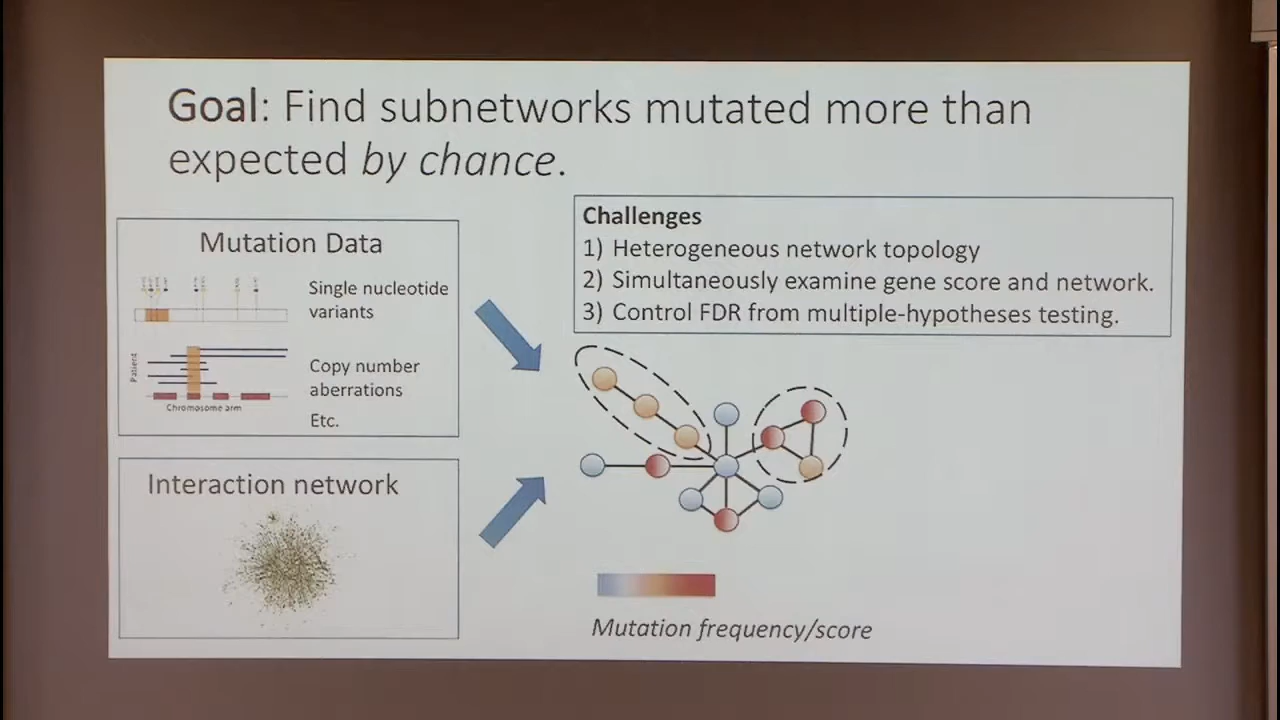 Goal: Find subnetworks mutated more than
expected by chance.
Mutation Data
Single nucleotide
variants
Patient
Copy number
aberrations
Chromosome arm
Etc.
Interaction network
Challenges
1) Heterogeneous network topology
2) Simultaneously examine gene score and network.
3) Control FDR from multiple-hypotheses testing.
Mutation frequency/score